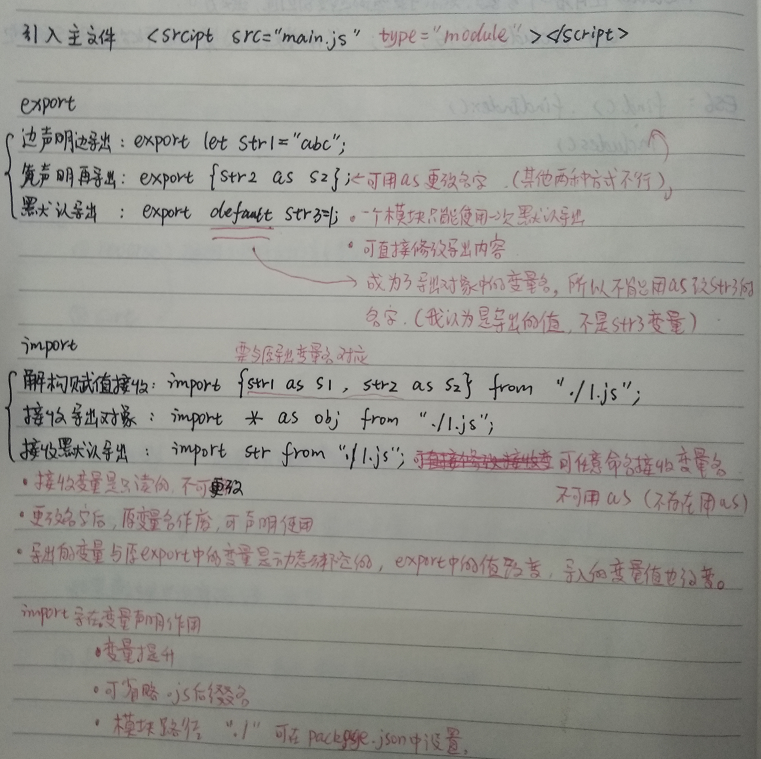 引入主文件 <srcipt src="main.js" type="module"></script>
export
边声明边导出: export let str1="abc";
先声明再导出: export {str2 as s2}; ←可用as更改名字.(其他两种方式不行)
默认导出: export default str3=1; • 一个模块只能使用一次默认导出
• 可直接修改导出内容
成为了导出对象中的变量名, 所以不能用as改str3的
名字.(我认为是导出的值, 不是str3变量)
import
要与原导出变量名对应
解构赋值接收: import {str1 as s1, str2 as s2} from "./1.js";
接收导出对象: import * as obj from "./1.js";
接收默认导出: import str from "./1.js"; 可直接修改接收变 可任意命名接收变量名
• 接收变量是只读的, 不可更改
不可用as (不存在用as)
• 更改名字后, 原变量名作废, 可声明使用
• 导出的变量与原export中的变量是动态绑定的, export中的值改变, 导入的变量值也改变。
import 存在变量声明作用
• 变量提升
• 可省略.js后缀名
• 模块路径 "./" 可在package.json中设置.